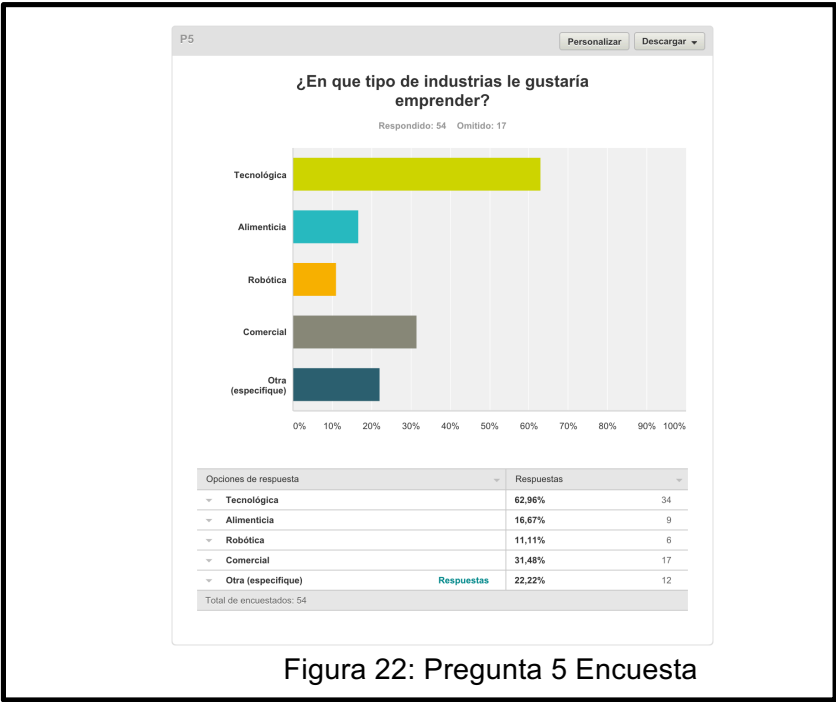 P5
Personalizar
Descargar
¿En que tipo de industrias le gustaría
emprender?
Respondido: 54 Omitido: 17
Tecnológica
Alimenticia
Robótica
Comercial
Otra
(especifique)
0% 10% 20% 30% 40% 50% 60% 70% 80% 90% 100%
Opciones de respuesta Respuestas
Tecnológica 62,96% 34
Alimenticia 16,67% 9
Robótica 11,11% 6
Comercial 31,48% 17
Otra (especifique) Respuestas 22,22% 12
Total de encuestados: 54
Figura 22: Pregunta 5 Encuesta